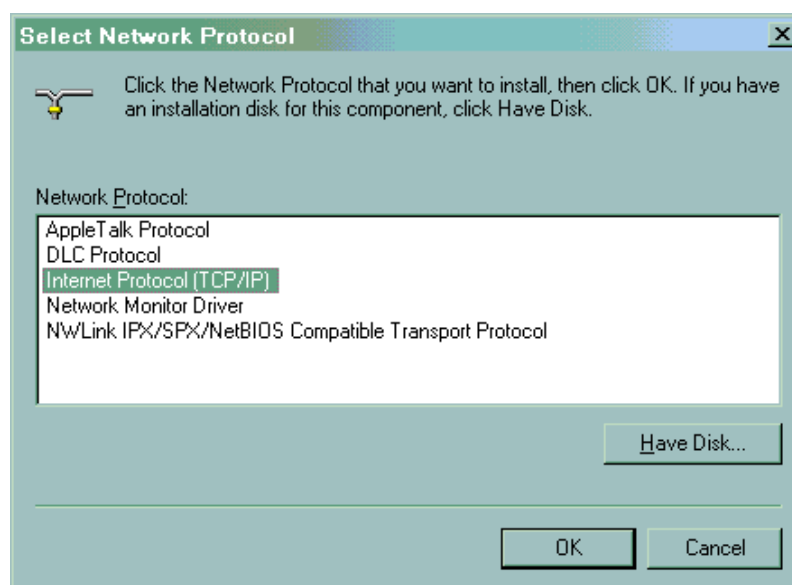 Select Network Protocol
Click the Network Protocol that you want to install, then click OK. If you have
an installation disk for this component, click Have Disk.
Network Protocol:
AppleTalk Protocol
DLC Protocol
Internet Protocol (TCP/IP)
Network Monitor Driver
NWLink IPX/SPX/NetBIOS Compatible Transport Protocol
Have Disk...
OK
Cancel